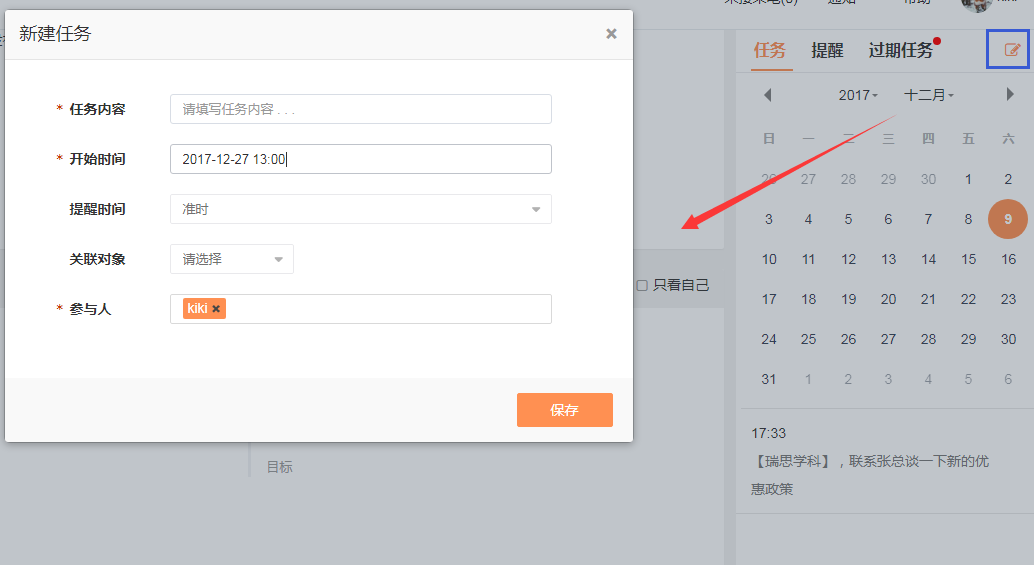 新建任务 ×
* 任务内容 请填写任务内容 . . .
* 开始时间 2017-12-27 13:00
提醒时间 准时
关联对象 请选择
* 参与人 kiki ×
保存
目标
只看自己
任务 提醒 过期任务
2017 十二月
日 一 二 三 四 五 六
26 27 28 29 30 1 2
3 4 5 6 7 8 9
10 11 12 13 14 15 16
17 18 19 20 21 22 23
24 25 26 27 28 29 30
31 1 2 3 4 5 6
17:33
【瑞思学科】，联系张总谈一下新的优
惠政策